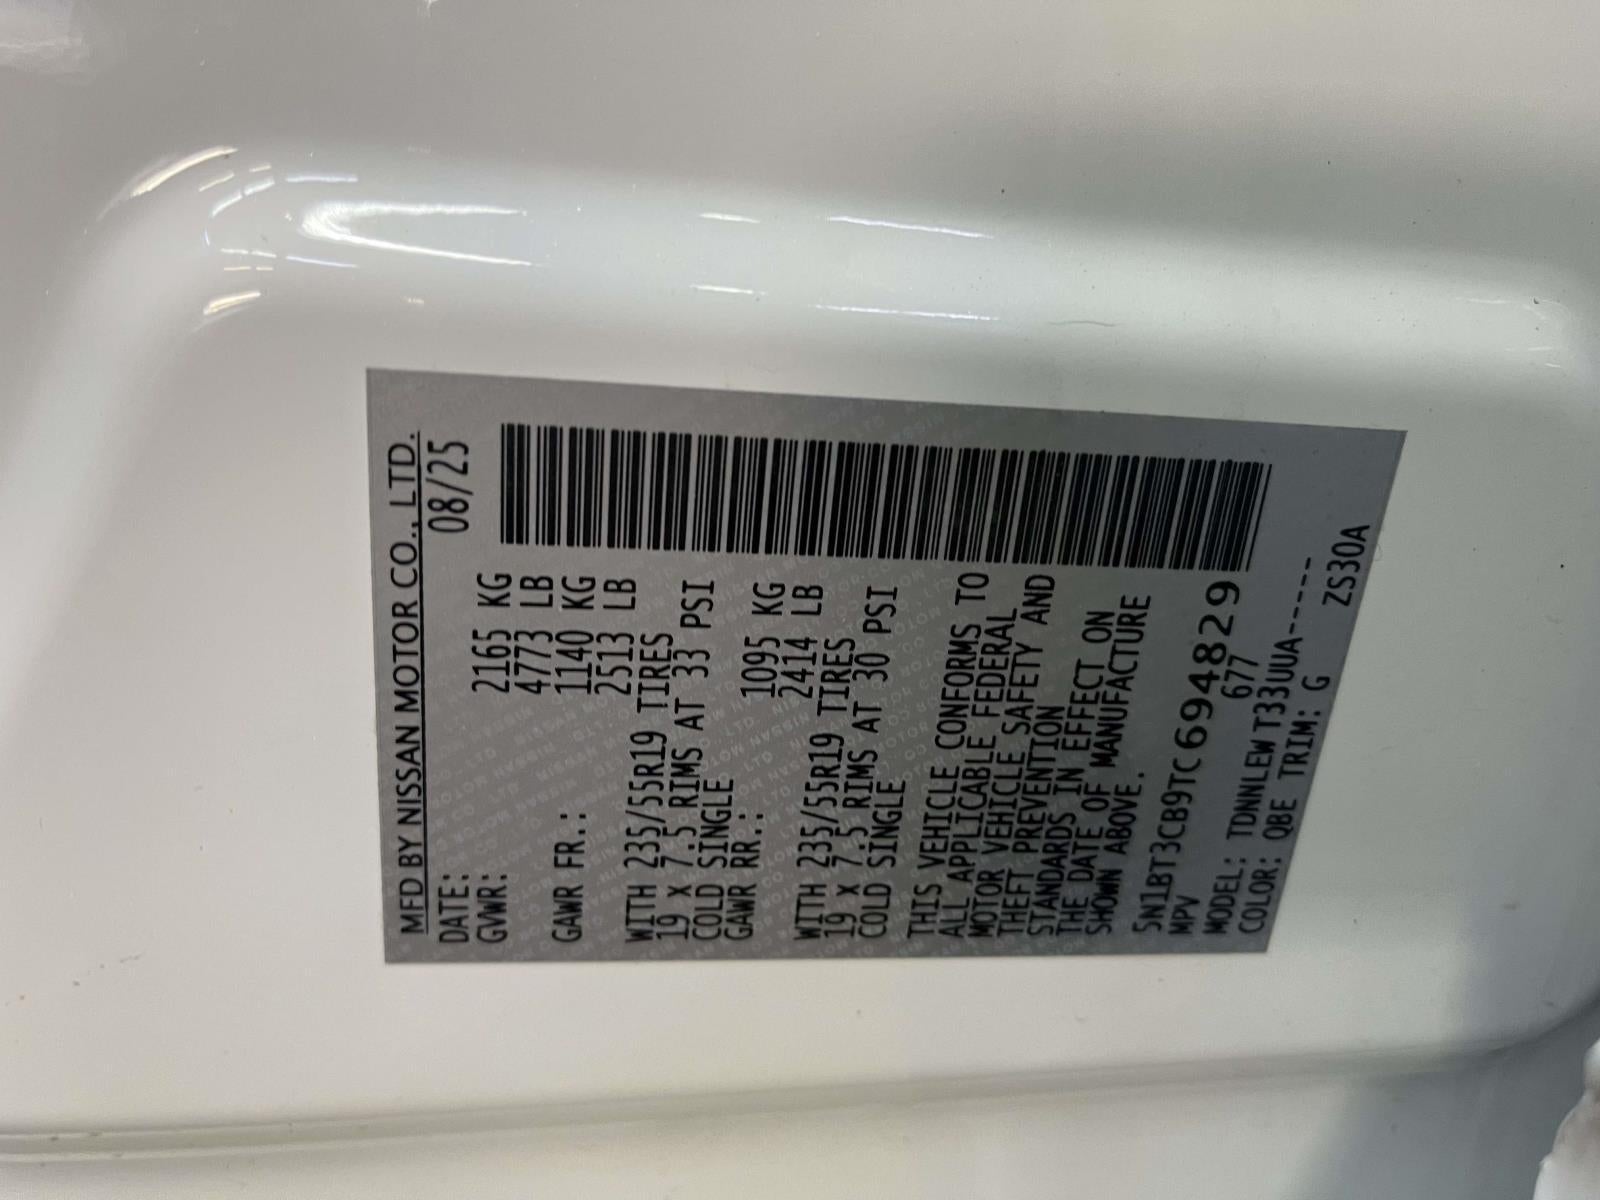 MFD BY NISSAN MOTOR CO., LTD.
DATE: 08/25
GVWR: 2165 KG
4773 LB
GAWR FR.: 1140 KG
2513 LB
WITH 235/55R19 TIRES
19 X 7.5 RIMS AT 33 PSI
COLD SINGLE
GAWR RR.: 1095 KG
2414 LB
WITH 235/55R19 TIRES
19 X 7.5 RIMS AT 30 PSI
COLD SINGLE
THIS VEHICLE CONFORMS TO
ALL APPLICABLE FEDERAL
MOTOR VEHICLE SAFETY AND
THEFT PREVENTION
STANDARDS IN EFFECT ON
THE DATE OF MANUFACTURE
SHOWN ABOVE.
5N1BT3CB9TC694829
MPV 677
MODEL: TDNNLEW T33UUA-----
COLOR: QBE TRIM: G ZS30A